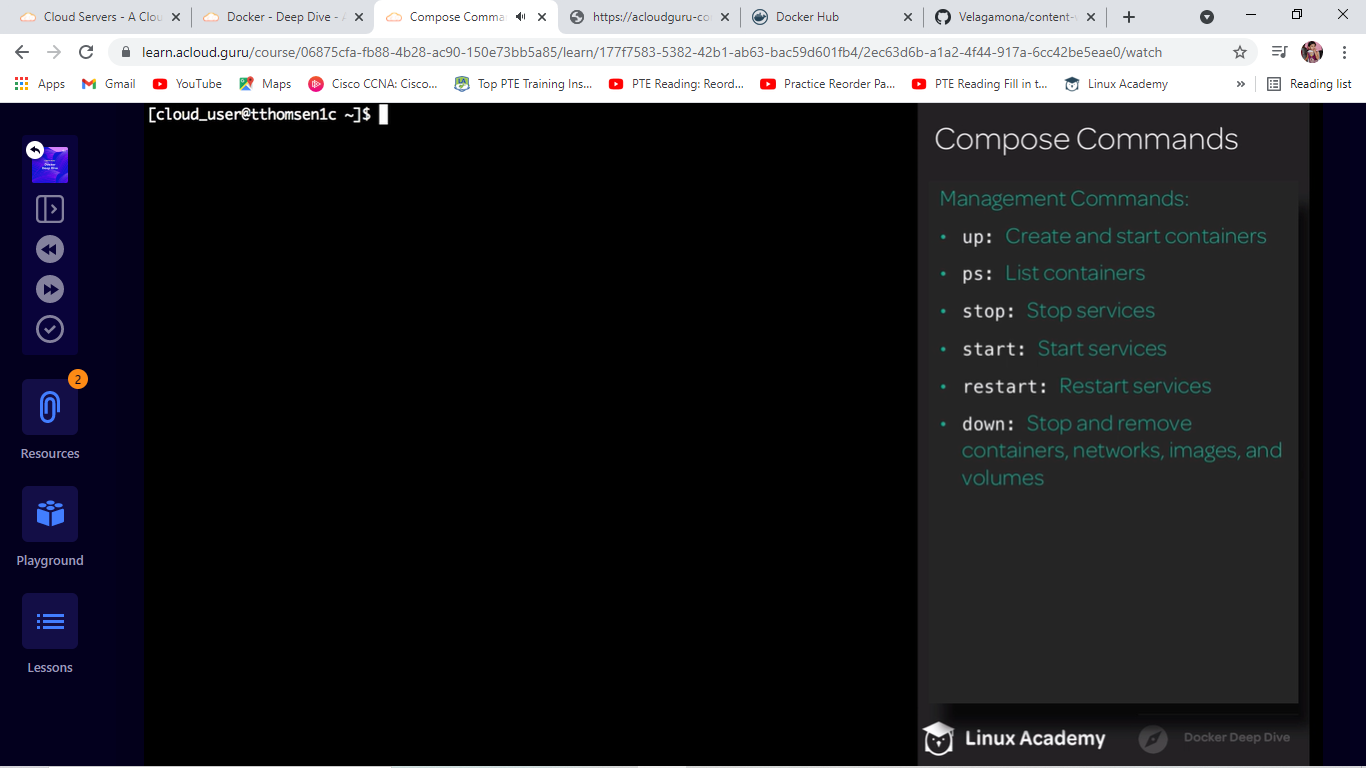 Cloud Servers - A Clou
Docker - Deep Dive - A
Compose Comma
https://acloudguru-co
Docker Hub
Velagamona/content-
learn.acloud.guru/course/06875cfa-fb88-4b28-ac90-150e73bb5a85/learn/177f7583-5382-42b1-ab63-bac59d601fb4/2ec63d6b-a1a2-4f44-917a-6cc42be5eae0/watch
Apps
Gmail
YouTube
Maps
Cisco CCNA: Cisco...
Top PTE Training Ins...
PTE Reading: Reord...
Practice Reorder Pa...
PTE Reading Fill in t...
Linux Academy
»
Reading list
[cloud_user@tthomsen1c ~]$
2
Resources
Playground
Lessons
Compose Commands
Management Commands:
• up: Create and start containers
• ps: List containers
• stop: Stop services
• start: Start services
• restart: Restart services
• down: Stop and remove
containers, networks, images, and
volumes
Linux Academy
Docker Deep Dive